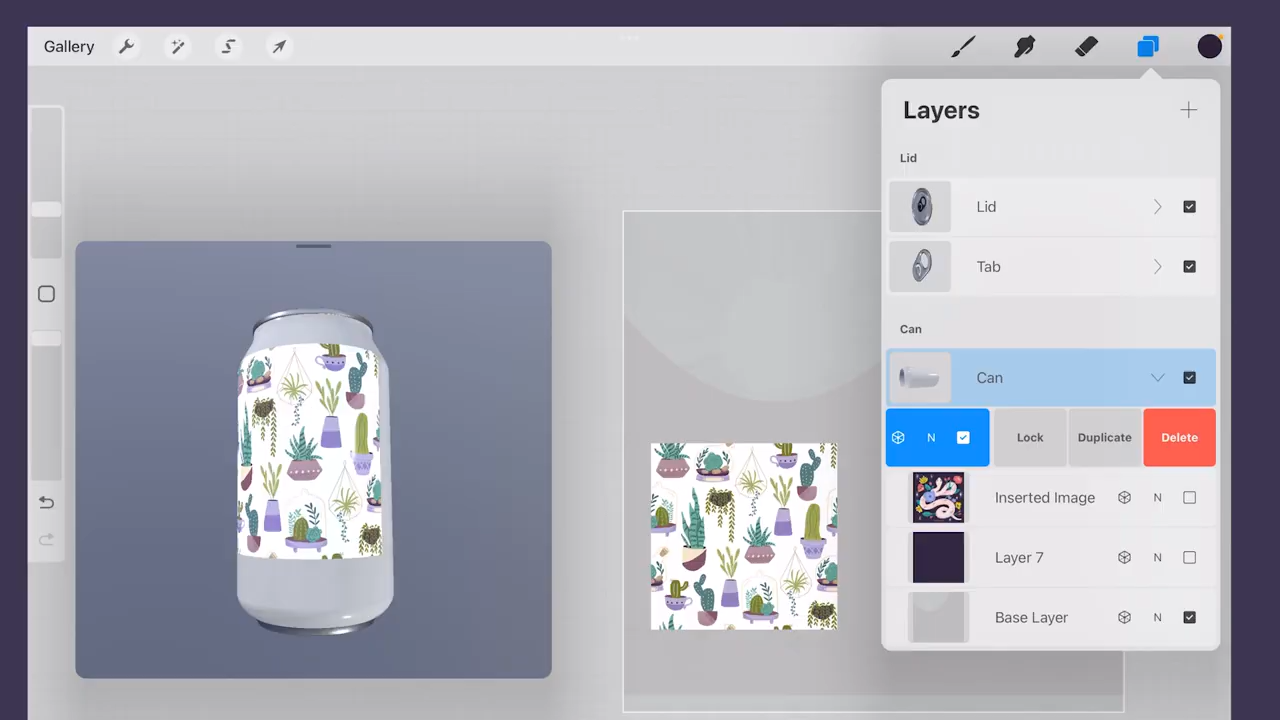 Gallery
Layers
Lid
Lid
Tab
Can
Can
N
Lock
Duplicate
Delete
Inserted Image
N
Layer 7
N
Base Layer
N